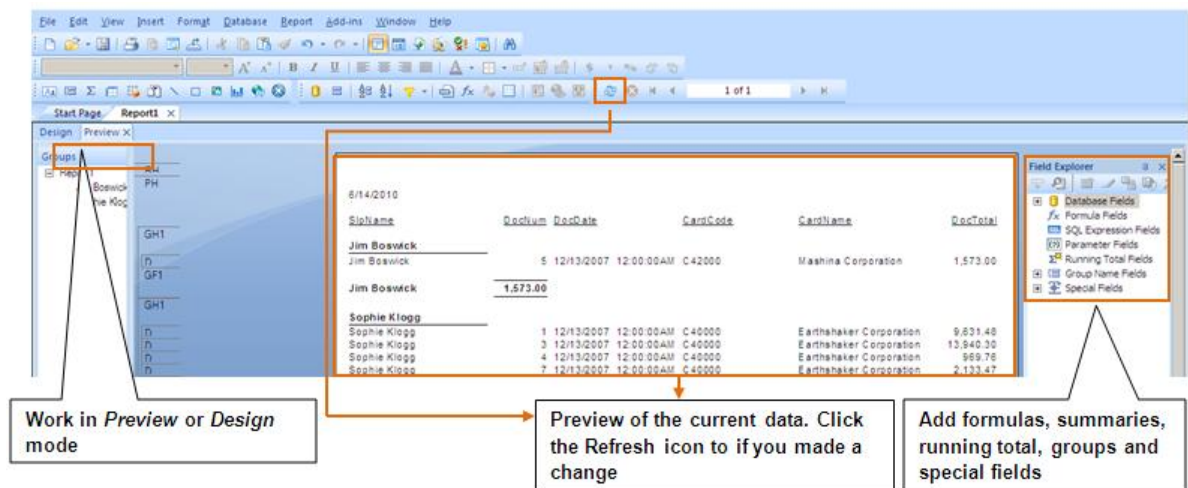 File Edit View Insert Format Database Report Add-ins Window Help
1 of 1
Start Page Report1
Design Preview
Groups
Boswick
PH
GH1
D
GF1
GH1
D
D
D
D
6/14/2010
SlpName DocNum DocDate CardCode CardName DocTotal
Jim Boswick
Jim Boswick 5 12/13/2007 12:00:00AM C42000 Mashina Corporation 1,573.00
Jim Boswick 1,573.00
Sophie Klogg
Sophie Klogg 1 12/13/2007 12:00:00AM C40000 Earthshaker Corporation 9,631.46
Sophie Klogg 3 12/13/2007 12:00:00AM C40000 Earthshaker Corporation 13,940.30
Sophie Klogg 4 12/13/2007 12:00:00AM C40000 Earthshaker Corporation 969.76
Sophie Klogg 7 12/13/2007 12:00:00AM C40000 Earthshaker Corporation 2,133.47
Field Explorer
Database Fields
Formula Fields
SQL Expression Fields
Parameter Fields
Running Total Fields
Group Name Fields
Special Fields
Work in Preview or Design
mode
Preview of the current data. Click
the Refresh icon to if you made a
change
Add formulas, summaries,
running total, groups and
special fields